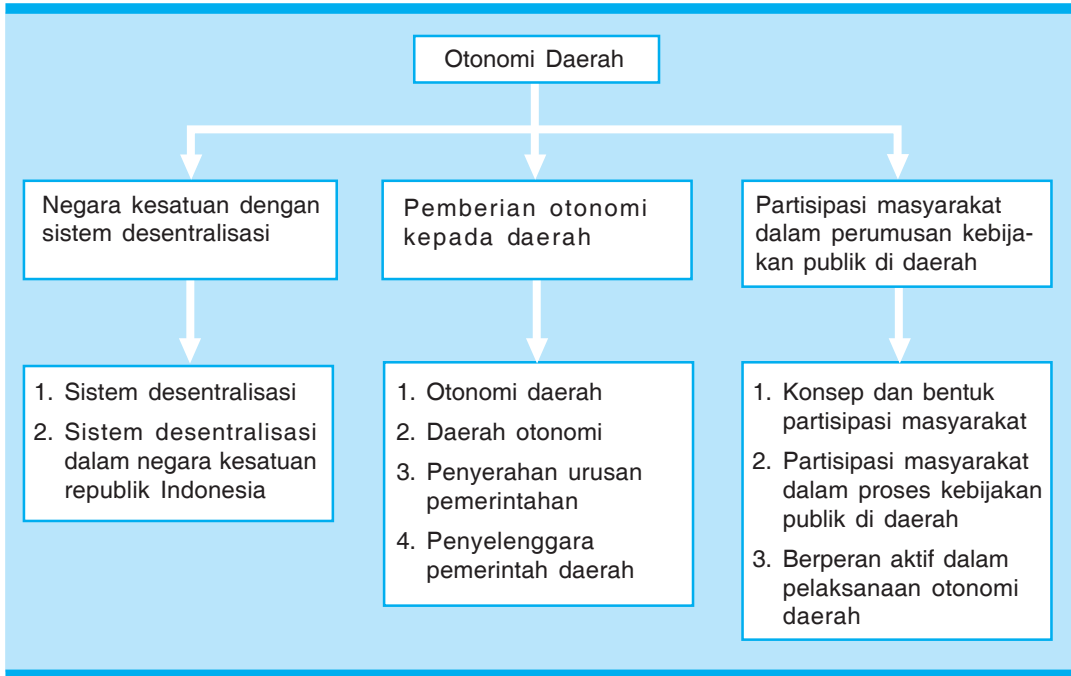 Otonomi Daerah
Negara kesatuan dengan
sistem desentralisasi
Pemberian otonomi
kepada daerah
Partisipasi masyarakat
dalam perumusan kebija-
kan publik di daerah
1. Sistem desentralisasi
2. Sistem desentralisasi
dalam negara kesatuan
republik Indonesia
1. Otonomi daerah
2. Daerah otonomi
3. Penyerahan urusan
pemerintahan
4. Penyelenggara
pemerintah daerah
1. Konsep dan bentuk
partisipasi masyarakat
2. Partisipasi masyarakat
dalam proses kebijakan
publik di daerah
3. Berperan aktif dalam
pelaksanaan otonomi
daerah